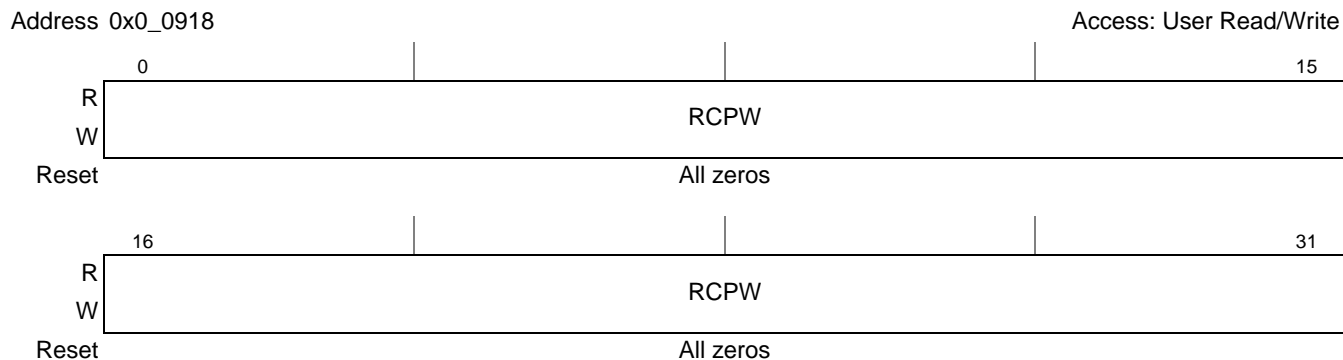 Address 0x0_0918 Access: User Read/Write
0 15
R
RCPW
W
Reset All zeros
16 31
R
RCPW
W
Reset All zeros